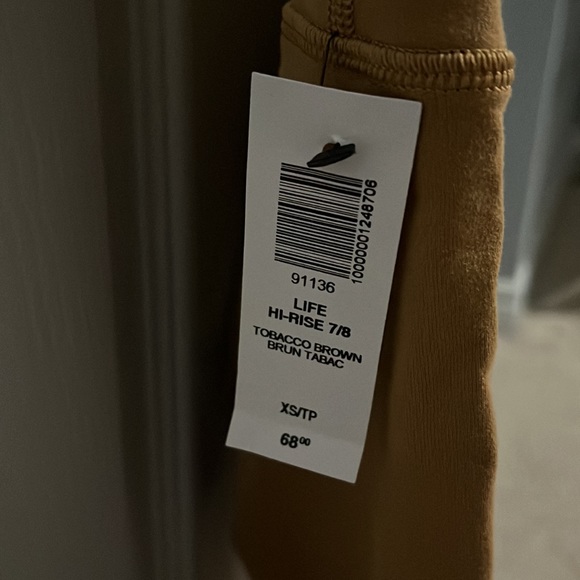 10000001248706
91136
LIFE
HI-RISE 7/8
TOBACCO BROWN
BRUN TABAC
XS/TP
68⁰⁰